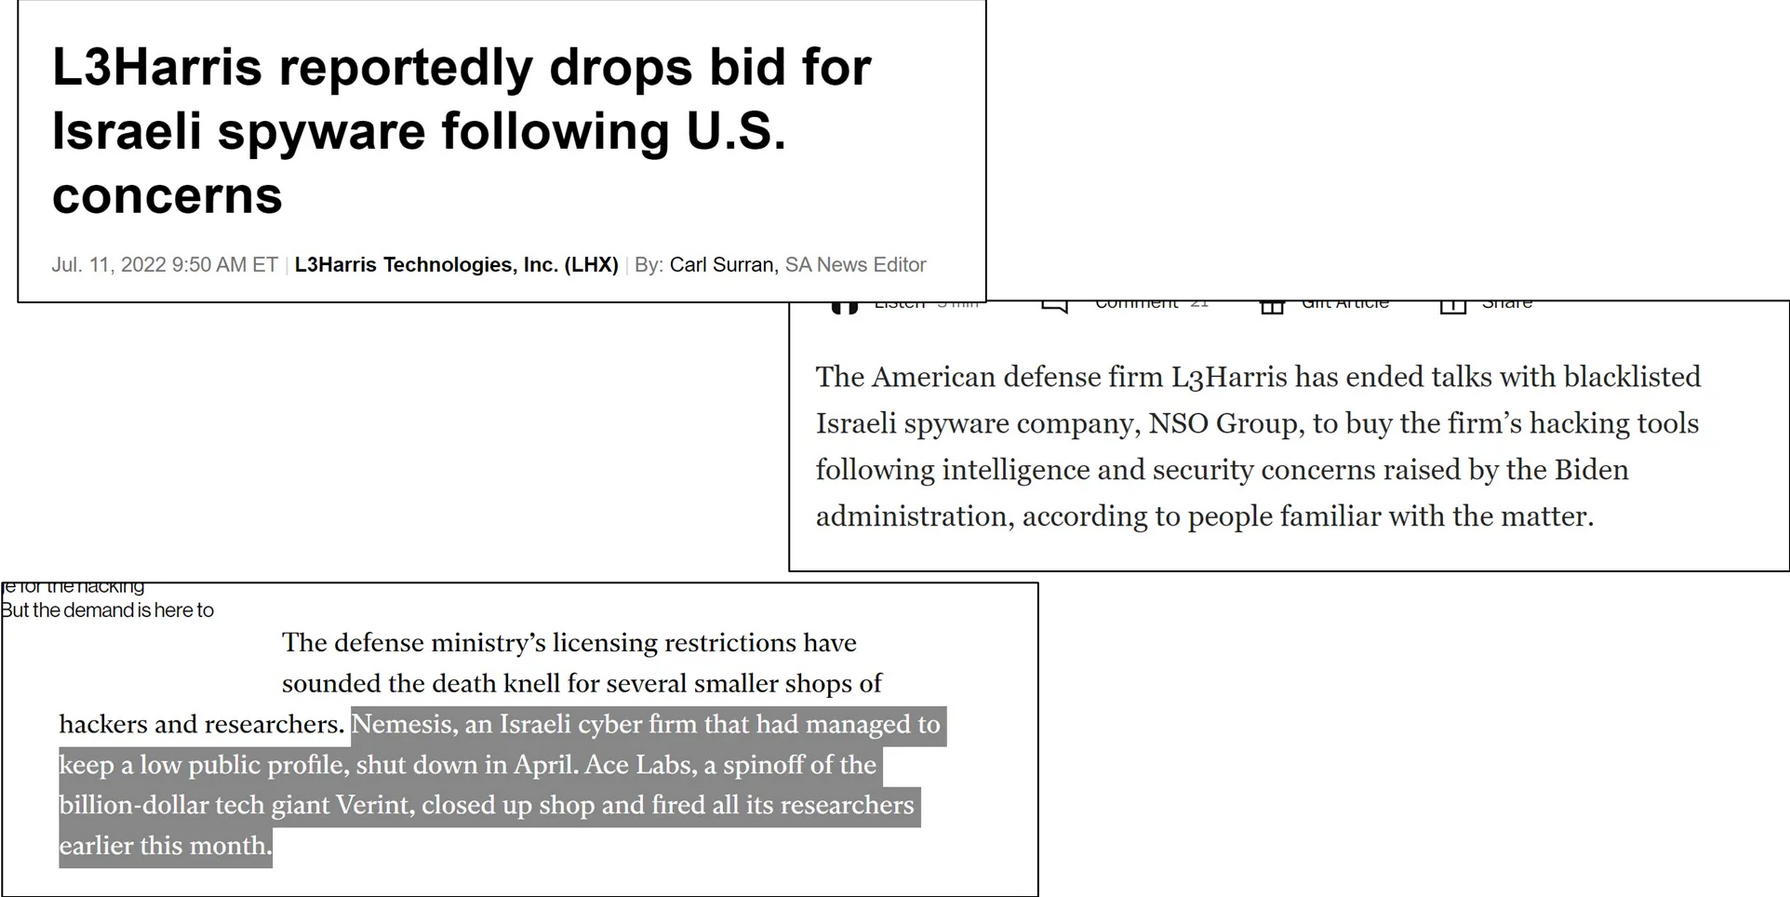 L3Harris reportedly drops bid for
Israeli spyware following U.S.
concerns
Jul. 11, 2022 9:50 AM ET | L3Harris Technologies, Inc. (LHX) | By: Carl Surran, SA News Editor
Listen 5 min Comment 21 Gift Article Share
The American defense firm L3Harris has ended talks with blacklisted
Israeli spyware company, NSO Group, to buy the firm’s hacking tools
following intelligence and security concerns raised by the Biden
administration, according to people familiar with the matter.
e for the hacking
But the demand is here to
The defense ministry’s licensing restrictions have
sounded the death knell for several smaller shops of
hackers and researchers. Nemesis, an Israeli cyber firm that had managed to
keep a low public profile, shut down in April. Ace Labs, a spinoff of the
billion-dollar tech giant Verint, closed up shop and fired all its researchers
earlier this month.